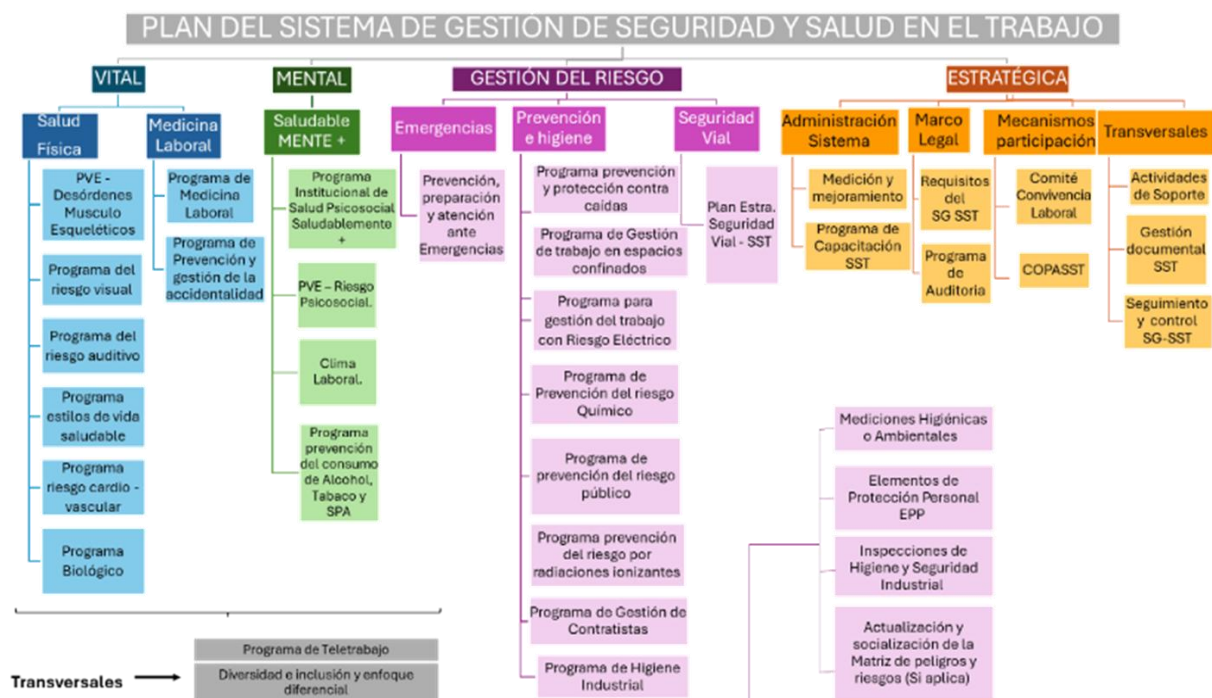 PLAN DEL SISTEMA DE GESTIÓN DE SEGURIDAD Y SALUD EN EL TRABAJO
VITAL
Salud
Física
PVE -
Desórdenes
Musculo
Esqueléticos
Programa del
riesgo visual
Programa del
riesgo auditivo
Programa
estilos de vida
saludable
Programa
riesgo cardio -
vascular
Programa
Biológico
Medicina
Laboral
Programa de
Medicina
Laboral
Programa de
Prevención y
gestión de la
accidentalidad
MENTAL
Saludable
MENTE +
Programa
Institucional de
Salud Psicosocial
Saludablemente
+
PVE – Riesgo
Psicosocial.
Clima
Laboral.
Programa
prevención
del consumo
de Alcohol,
Tabaco y
SPA
GESTIÓN DEL RIESGO
Emergencias
Prevención,
preparación
y atención
ante
Emergencias
Prevención
e higiene
Programa prevención
y protección contra
caídas
Programa de Gestión
de trabajo en espacios
confinados
Programa para
gestión del trabajo
con Riesgo Eléctrico
Programa de
Prevención del riesgo
Químico
Programa de
prevención del riesgo
público
Programa prevención
del riesgo por
radiaciones ionizantes
Programa de Gestión de
Contratistas
Programa de Higiene
Industrial
Mediciones Higiénicas
o Ambientales
Elementos de
Protección Personal
EPP
Inspecciones de
Higiene y Seguridad
Industrial
Actualización y
socialización de la
Matriz de peligros y
riesgos (Si aplica)
Seguridad
Vial
Plan Estra.
Seguridad
Vial - SST
ESTRATÉGICA
Administración
Sistema
Medición y
mejoramiento
Programa de
Capacitación
SST
Marco
Legal
Requisitos
del
SG SST
Programa
de
Auditoria
Mecanismos
participación
Comité
Convivencia
Laboral
COPASST
Transversales
Actividades
de Soporte
Gestión
documental
SST
Seguimiento
y control
SG-SST
Transversales
Programa de Teletrabajo
Diversidad e inclusión y enfoque
diferencial